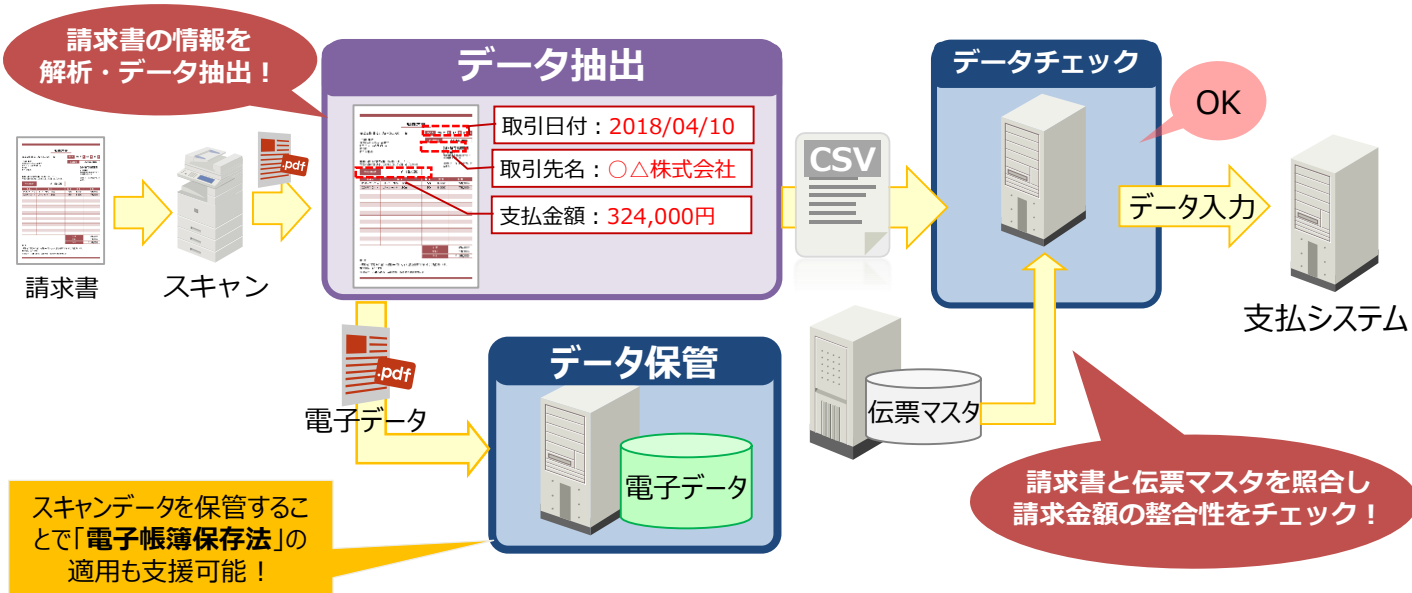 請求書の情報を
解析・データ抽出！
データ抽出
データチェック
OK
取引日付：2018/04/10
取引先名：○△株式会社
支払金額：324,000円
.pdf
CSV
データ入力
請求書
スキャン
支払システム
.pdf
電子データ
データ保管
電子データ
伝票マスタ
請求書と伝票マスタを照合し
請求金額の整合性をチェック！
スキャンデータを保管するこ
とで「電子帳簿保存法」の
適用も支援可能！